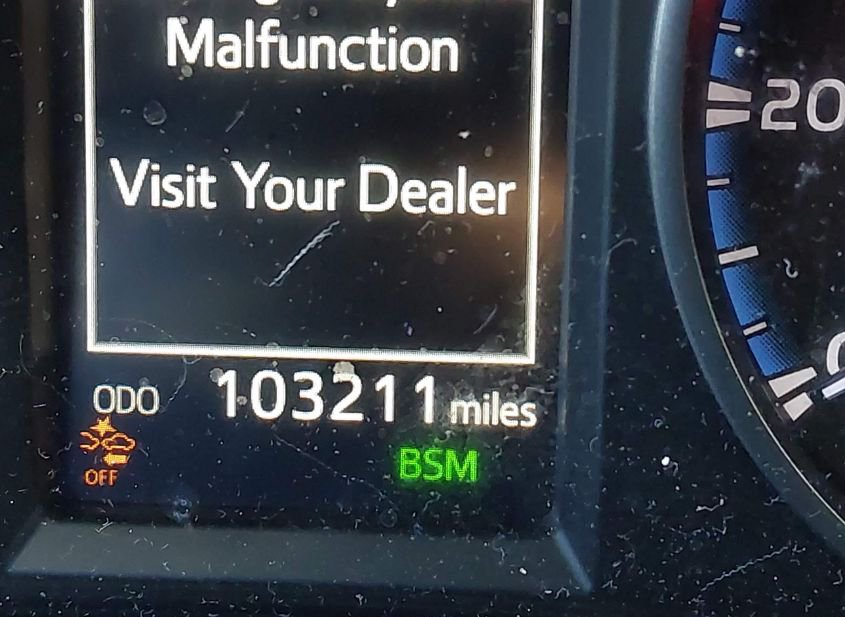 Malfunction
Visit Your Dealer
20
ODO 103211 miles
OFF
BSM